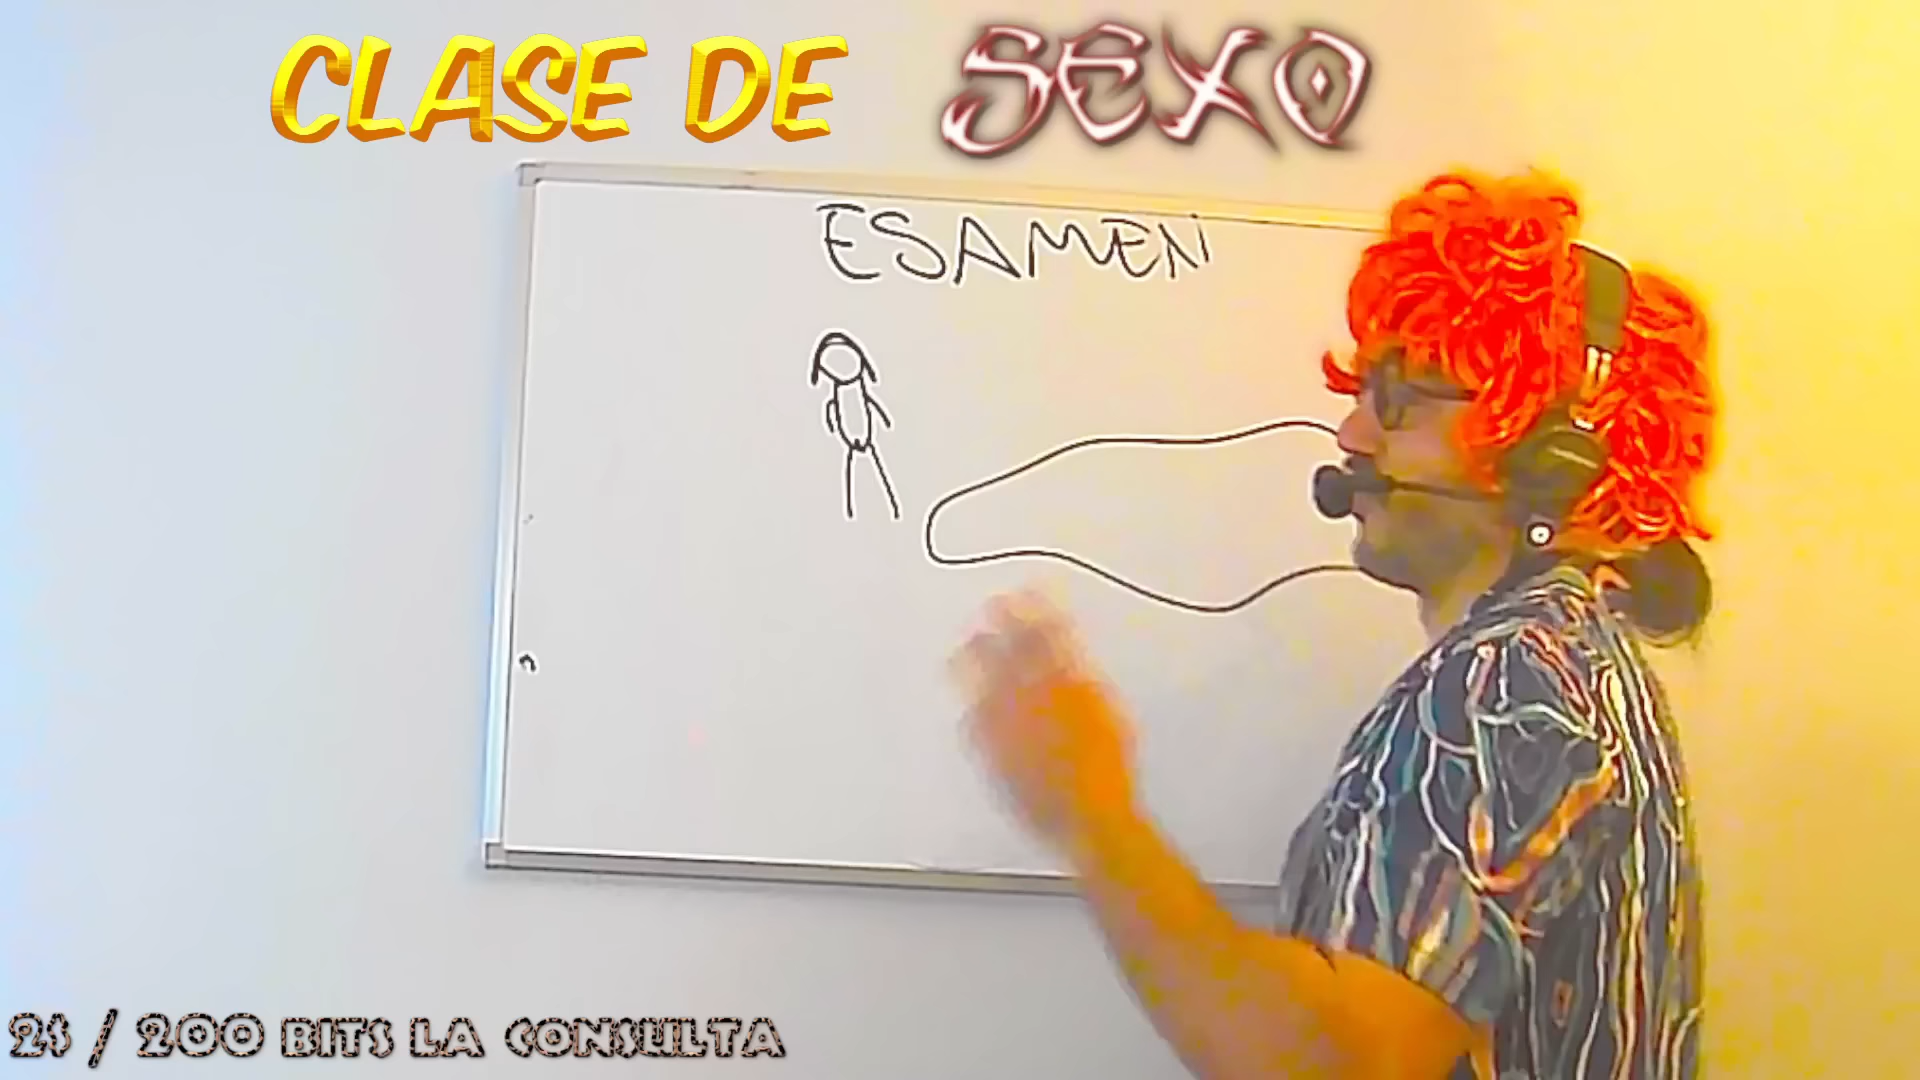 CLASE DE SEXO
ESAMEN
2$ / 200 BITS LA CONSULTA